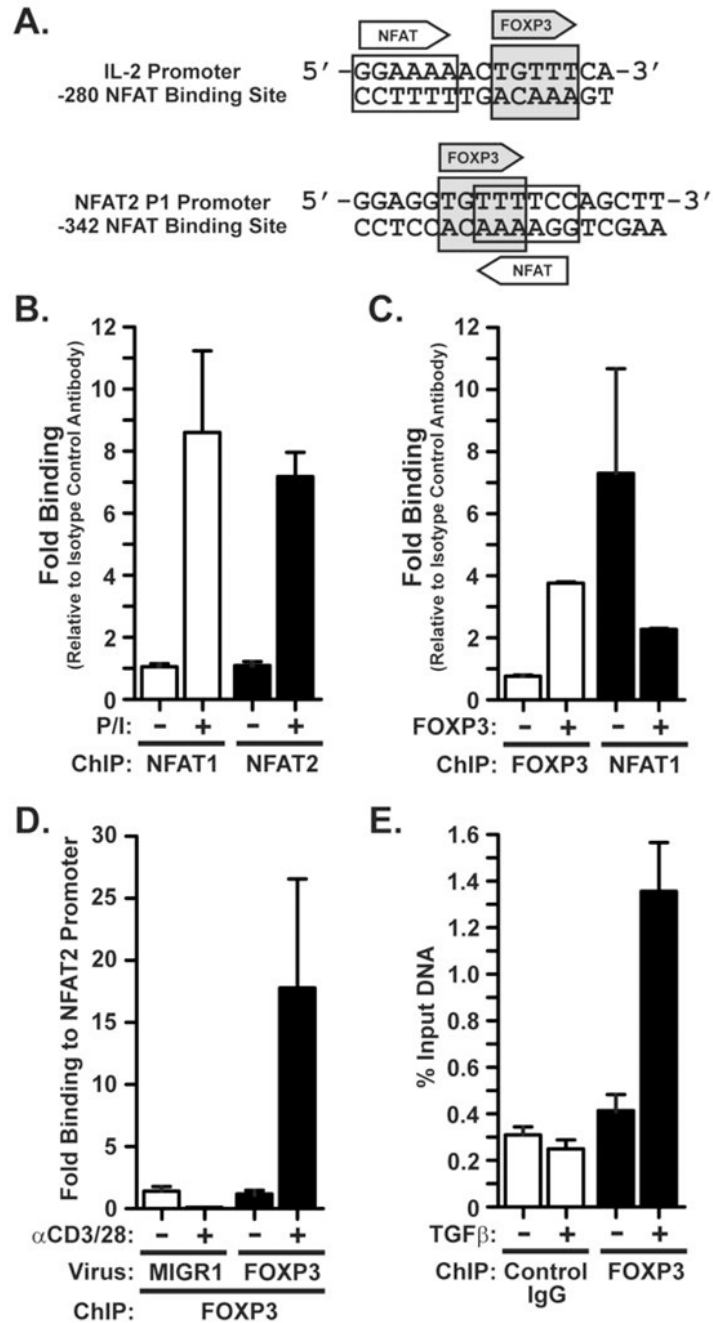 A.
NFAT
FOXP3
IL-2 Promoter
-280 NFAT Binding Site
5'-GGAAAAACTGTTTCA-3'
CCTTTTTGACAAAGT
FOXP3
NFAT2 P1 Promoter
-342 NFAT Binding Site
5'-GGAGGTGTTTTCCAGCTT-3'
CCTCCACAAAAGGTCGAA
NFAT
B.
Fold Binding
(Relative to Isotype Control Antibody)
12
10
8
6
4
2
0
P/I: - + - +
ChIP: NFAT1 NFAT2
C.
Fold Binding
(Relative to Isotype Control Antibody)
12
10
8
6
4
2
0
FOXP3: - + - +
ChIP: FOXP3 NFAT1
D.
Fold Binding to NFAT2 Promoter
30
25
20
15
10
5
0
αCD3/28: - + - +
Virus: MIGR1 FOXP3
ChIP: FOXP3
E.
% Input DNA
1.6
1.4
1.2
1.0
0.8
0.6
0.4
0.2
0
TGFβ: - + - +
ChIP: Control FOXP3
IgG